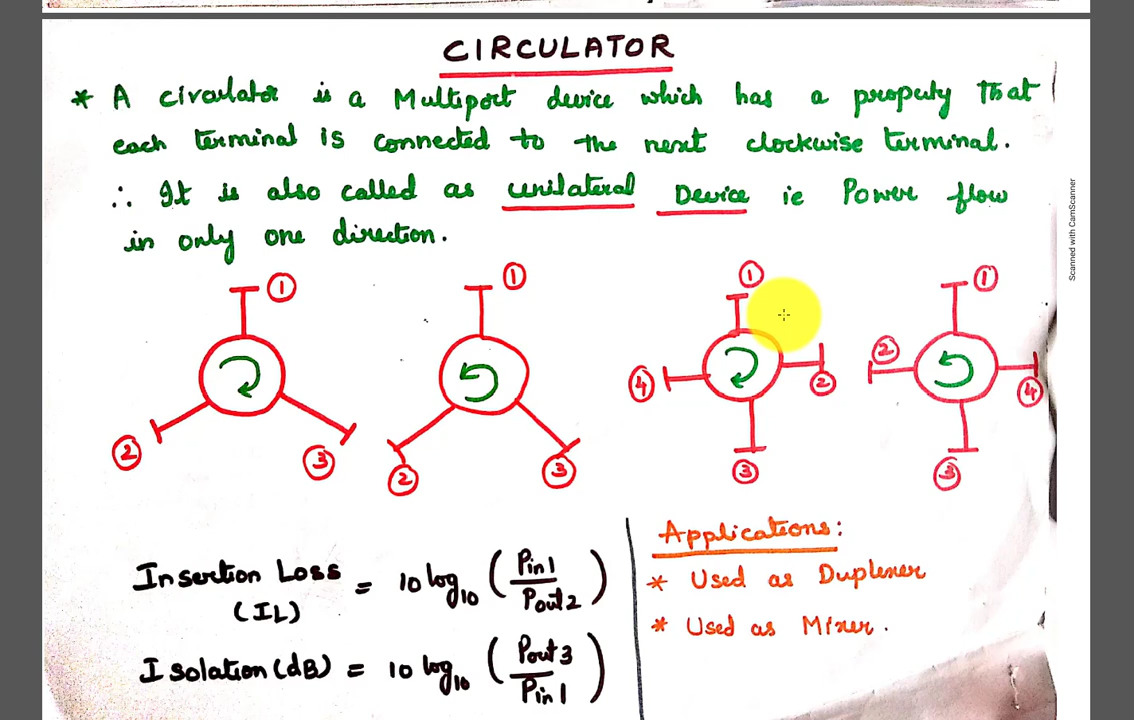 CIRCULATOR
* A circulator is a Multiport device which has a property that
each terminal is connected to the next clockwise terminal.
∴ It is also called as unilateral Device ie Power flow
in only one direction.
① ① ① ①
② ③ ② ③ ④ ② ③ ② ④ ③
Insertion Loss = 10 log₁₀ (Pin1/Pout2)
(IL)
Isolation (dB) = 10 log₁₀ (Pout3/Pin1)
Applications:
* Used as Duplexer
* Used as Mixer.
Scanned with CamScanner